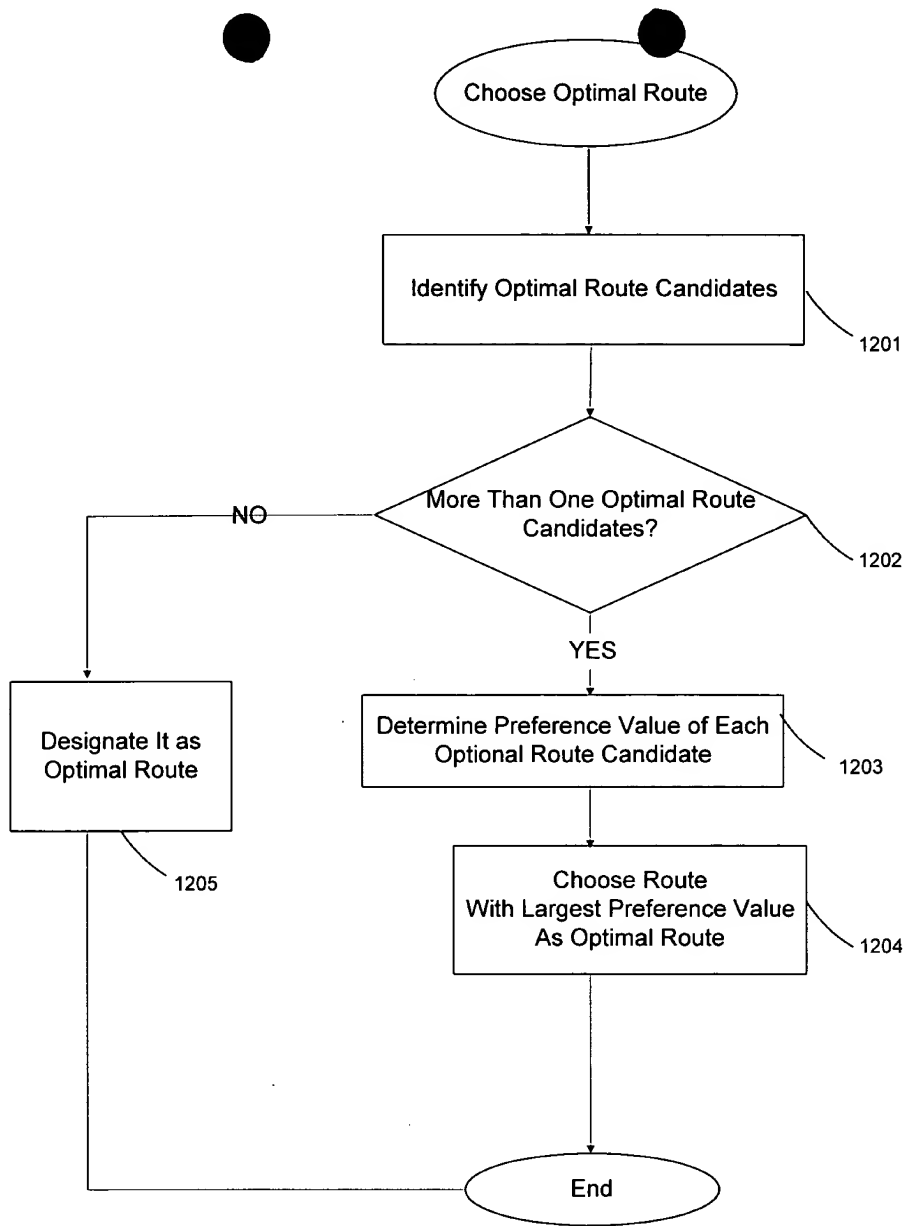 Choose Optimal Route
Identify Optimal Route Candidates
1201
More Than One Optimal Route
Candidates?
1202
NO
YES
Determine Preference Value of Each
Optional Route Candidate
1203
Designate It as
Optimal Route
1205
Choose Route
With Largest Preference Value
As Optimal Route
1204
End